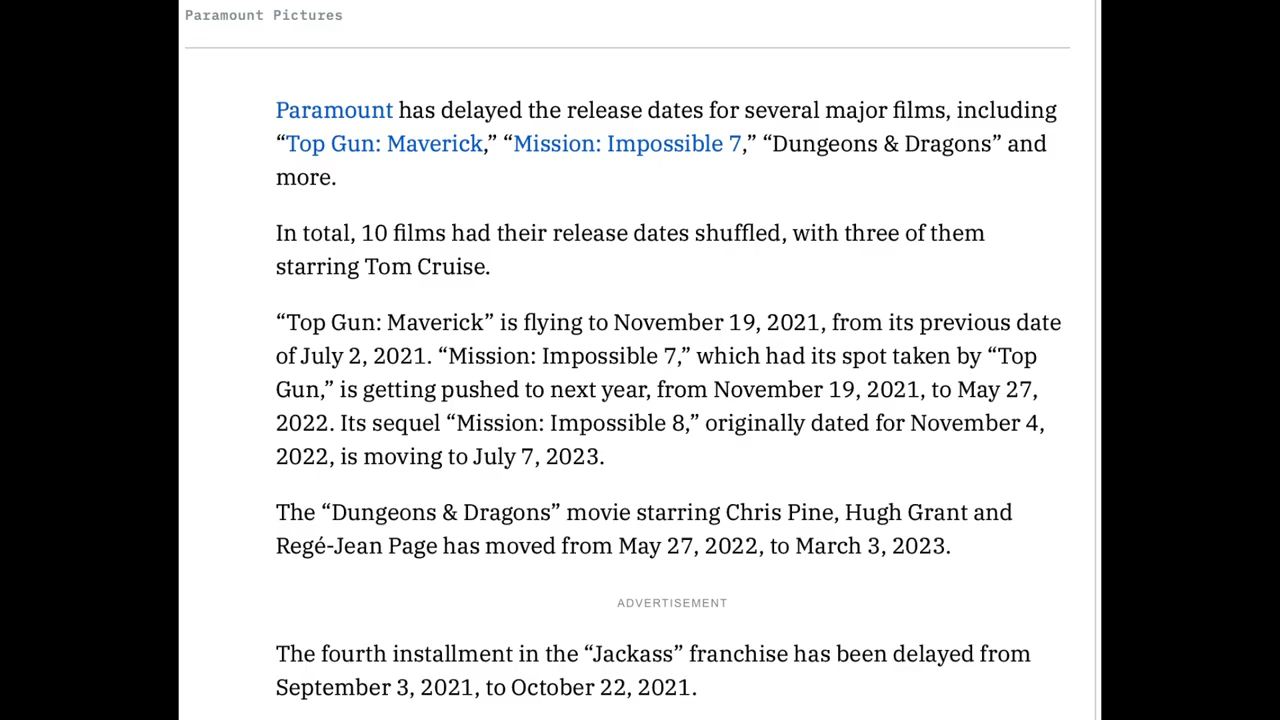 Paramount Pictures
Paramount has delayed the release dates for several major films, including
“Top Gun: Maverick,” “Mission: Impossible 7,” “Dungeons & Dragons” and
more.
In total, 10 films had their release dates shuffled, with three of them
starring Tom Cruise.
“Top Gun: Maverick” is flying to November 19, 2021, from its previous date
of July 2, 2021. “Mission: Impossible 7,” which had its spot taken by “Top
Gun,” is getting pushed to next year, from November 19, 2021, to May 27,
2022. Its sequel “Mission: Impossible 8,” originally dated for November 4,
2022, is moving to July 7, 2023.
The “Dungeons & Dragons” movie starring Chris Pine, Hugh Grant and
Regé-Jean Page has moved from May 27, 2022, to March 3, 2023.
ADVERTISEMENT
The fourth installment in the “Jackass” franchise has been delayed from
September 3, 2021, to October 22, 2021.